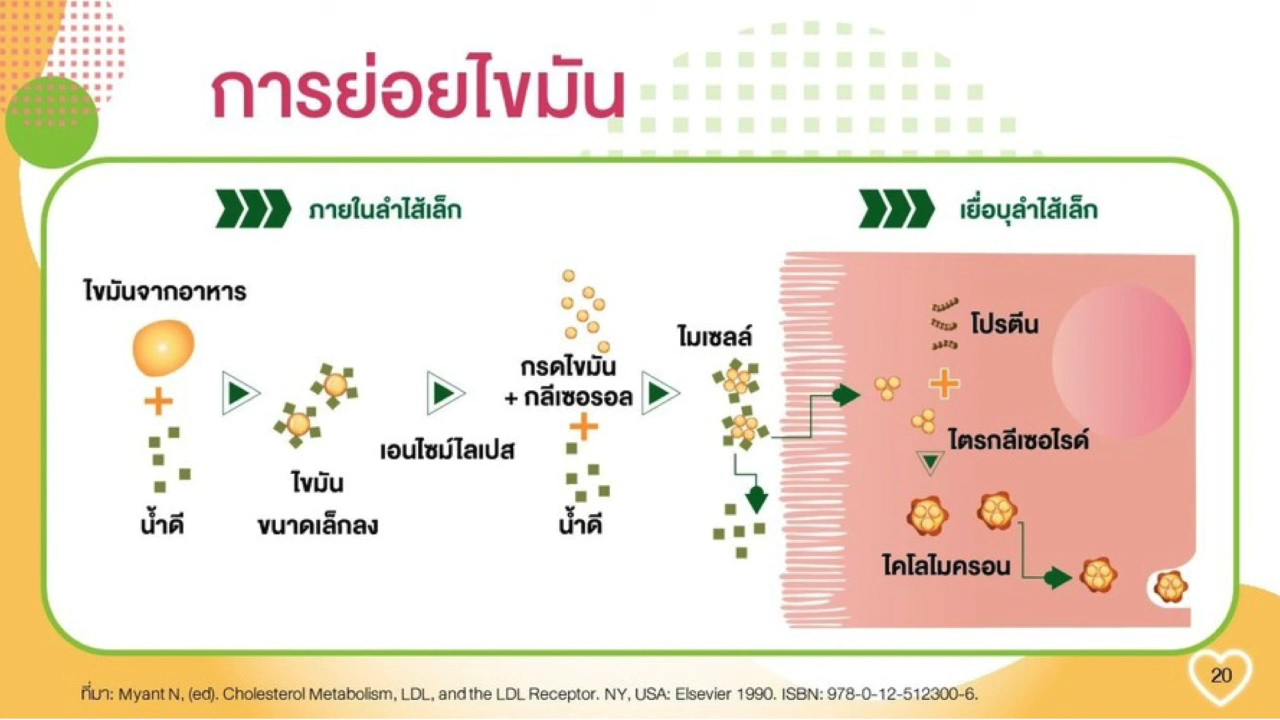 การย่อยไขมัน
ภายในลำไส้เล็ก
เยื่อบุลำไส้เล็ก
ไขมันจากอาหาร
+
น้ำดี
ไขมัน
ขนาดเล็กลง
เอนไซม์ไลเปส
กรดไขมัน
+ กลีเซอรอล
+
น้ำดี
ไมเซลล์
โปรตีน
+
ไตรกลีเซอไรด์
ไคโลไมครอน
ที่มา: Myant N, (ed). Cholesterol Metabolism, LDL, and the LDL Receptor. NY, USA: Elsevier 1990. ISBN: 978-0-12-512300-6.
20